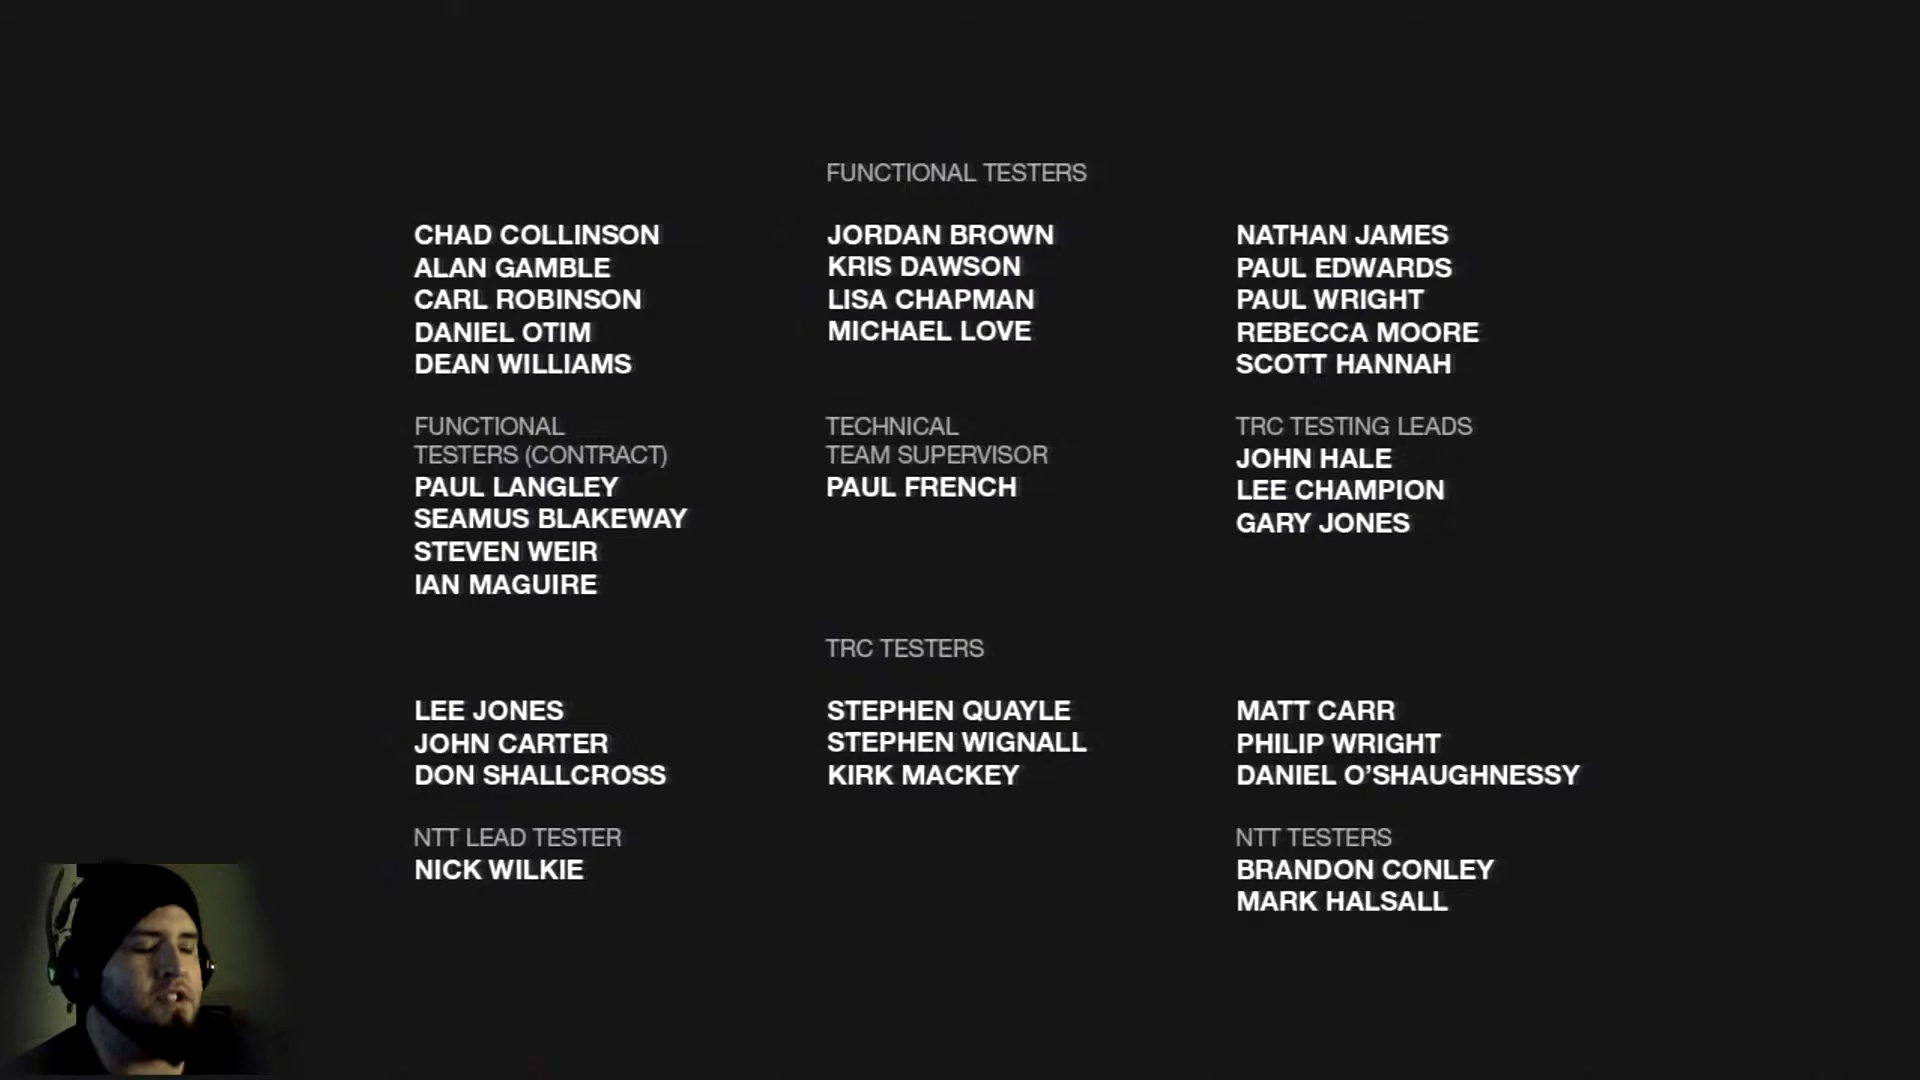 FUNCTIONAL TESTERS
CHAD COLLINSON
ALAN GAMBLE
CARL ROBINSON
DANIEL OTIM
DEAN WILLIAMS
JORDAN BROWN
KRIS DAWSON
LISA CHAPMAN
MICHAEL LOVE
NATHAN JAMES
PAUL EDWARDS
PAUL WRIGHT
REBECCA MOORE
SCOTT HANNAH
FUNCTIONAL
TESTERS (CONTRACT)
PAUL LANGLEY
SEAMUS BLAKEWAY
STEVEN WEIR
IAN MAGUIRE
TECHNICAL
TEAM SUPERVISOR
PAUL FRENCH
TRC TESTING LEADS
JOHN HALE
LEE CHAMPION
GARY JONES
TRC TESTERS
LEE JONES
JOHN CARTER
DON SHALLCROSS
STEPHEN QUAYLE
STEPHEN WIGNALL
KIRK MACKEY
MATT CARR
PHILIP WRIGHT
DANIEL O’SHAUGHNESSY
NTT LEAD TESTER
NICK WILKIE
NTT TESTERS
BRANDON CONLEY
MARK HALSALL